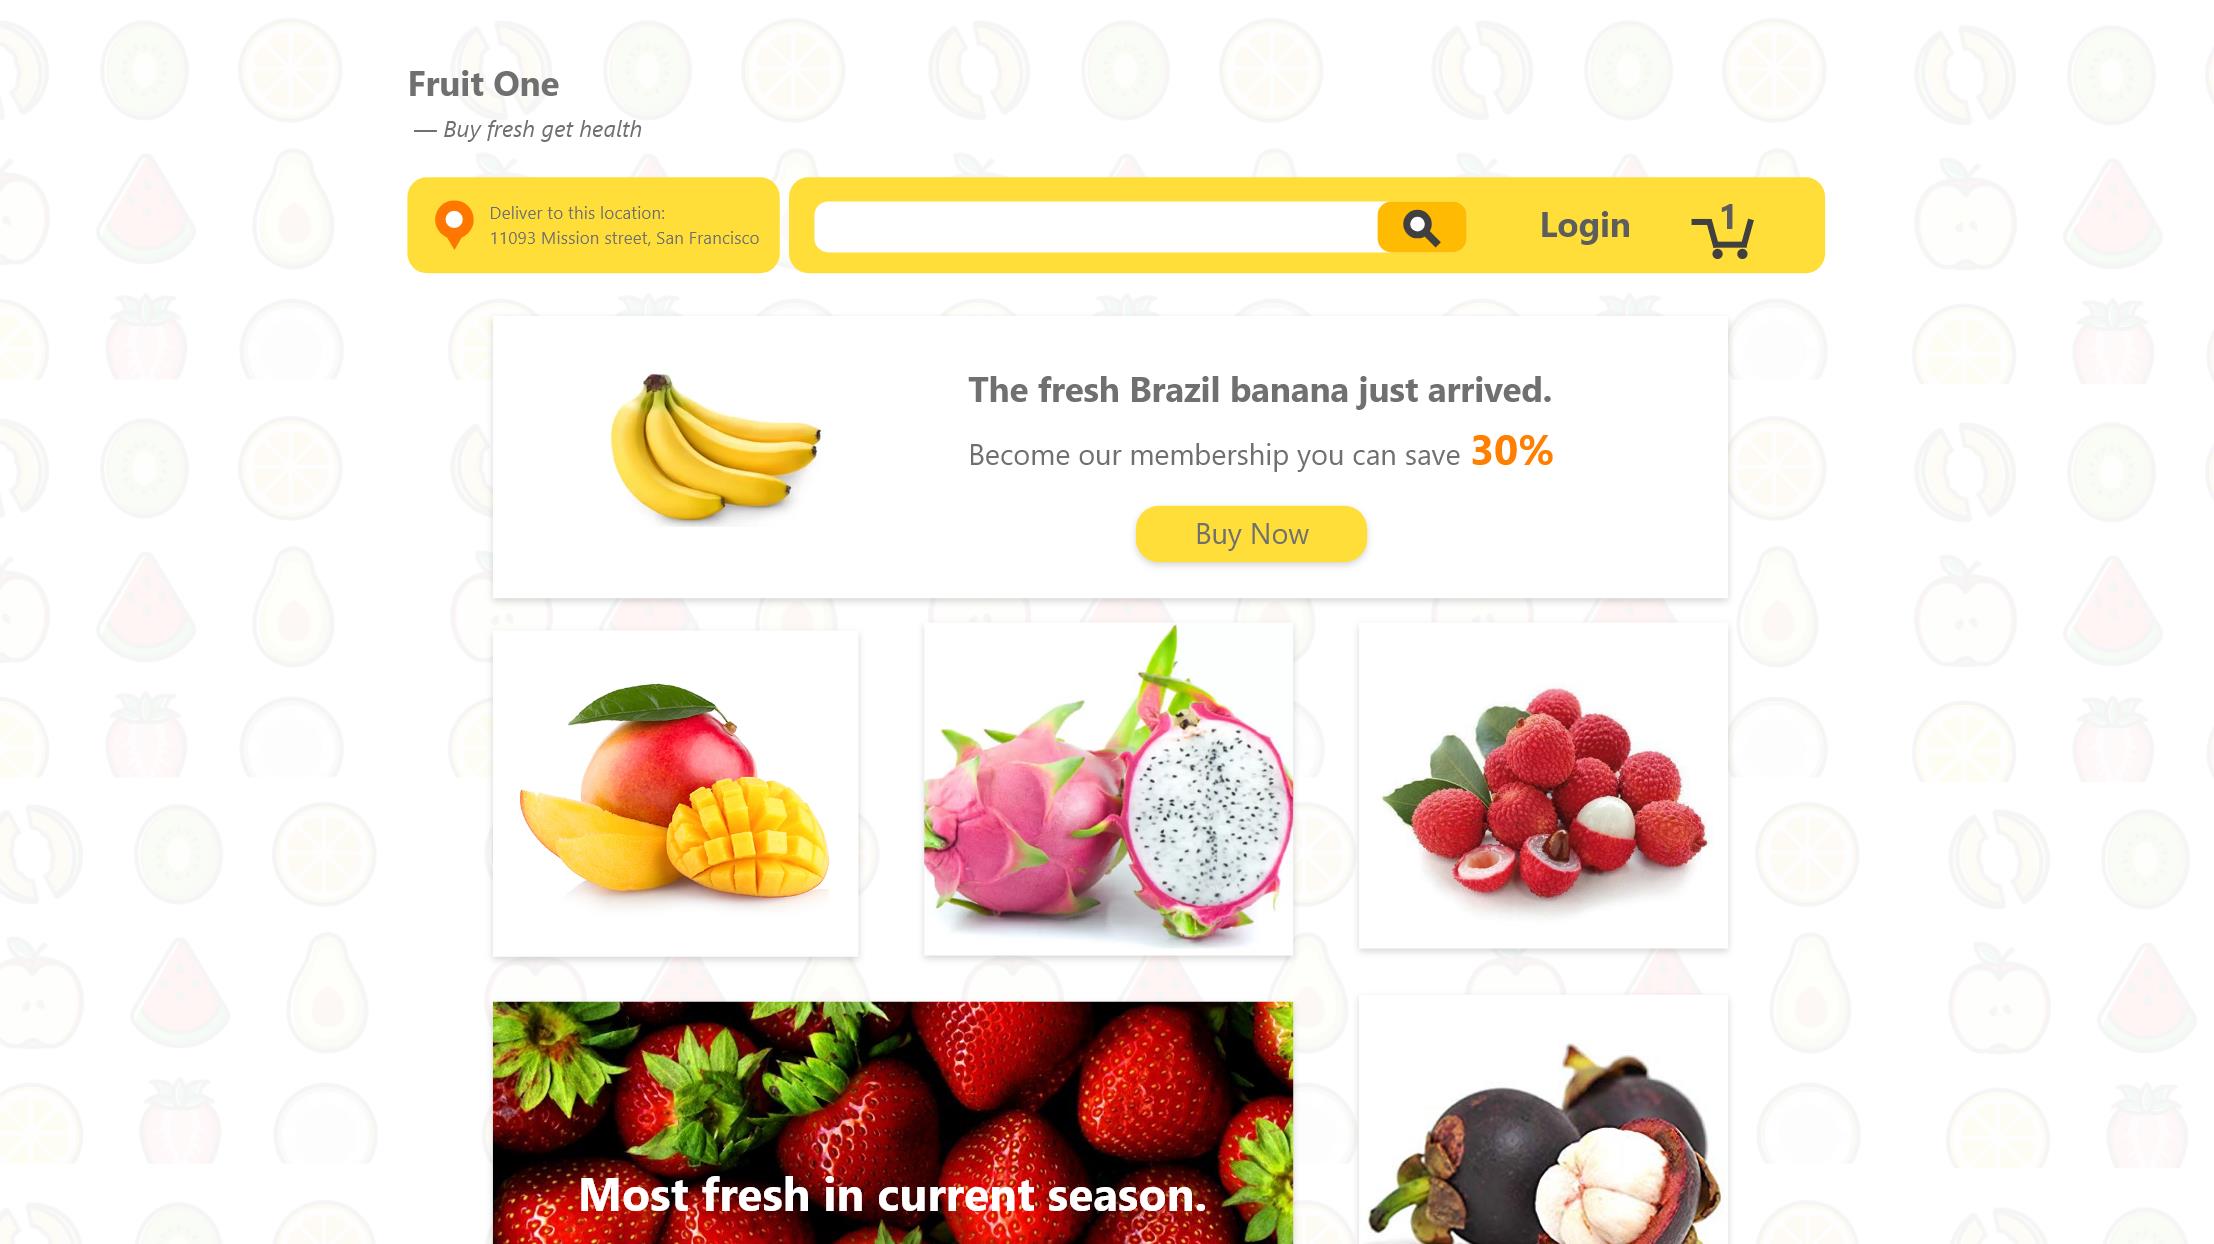 Fruit One
— Buy fresh get health
Deliver to this location:
11093 Mission street, San Francisco
Login
1
The fresh Brazil banana just arrived.
Become our membership you can save 30%
Buy Now
Most fresh in current season.